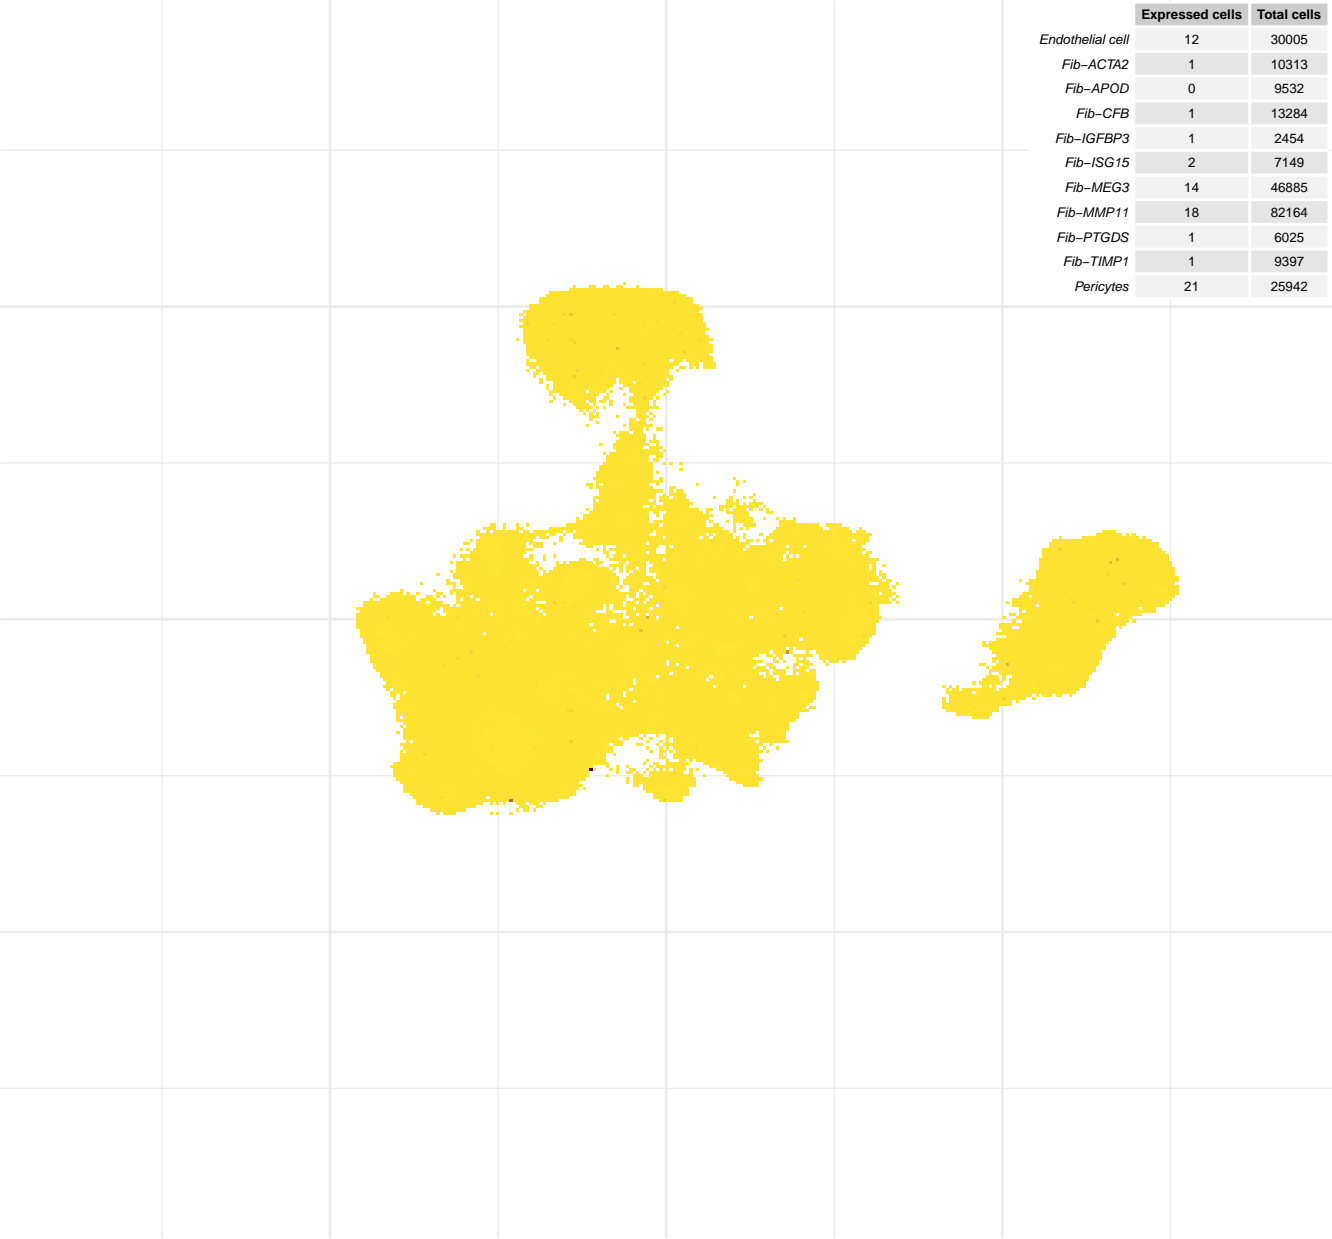 Expressed cells Total cells
Endothelial cell 12 30005
Fib−ACTA2 1 10313
Fib−APOD 0 9532
Fib−CFB 1 13284
Fib−IGFBP3 1 2454
Fib−ISG15 2 7149
Fib−MEG3 14 46885
Fib−MMP11 18 82164
Fib−PTGDS 1 6025
Fib−TIMP1 1 9397
Pericytes 21 25942